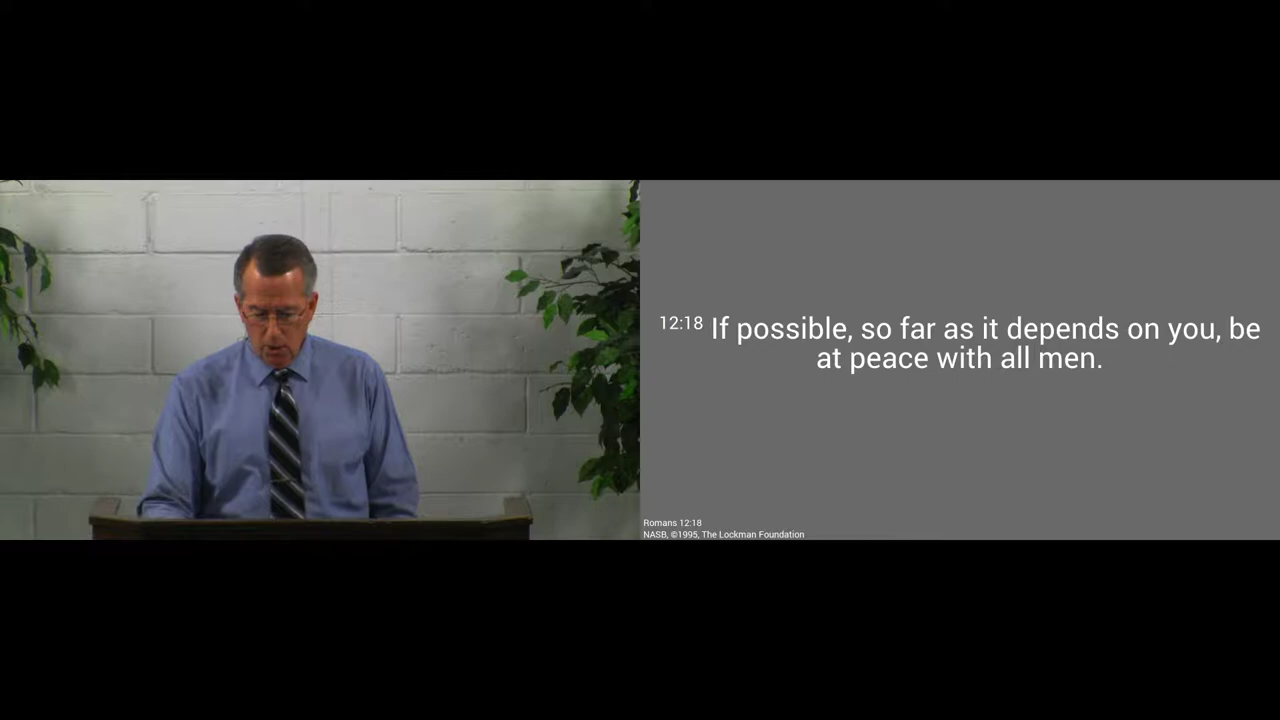 12:18 If possible, so far as it depends on you, be
at peace with all men.
Romans 12:18
NASB, ©1995, The Lockman Foundation